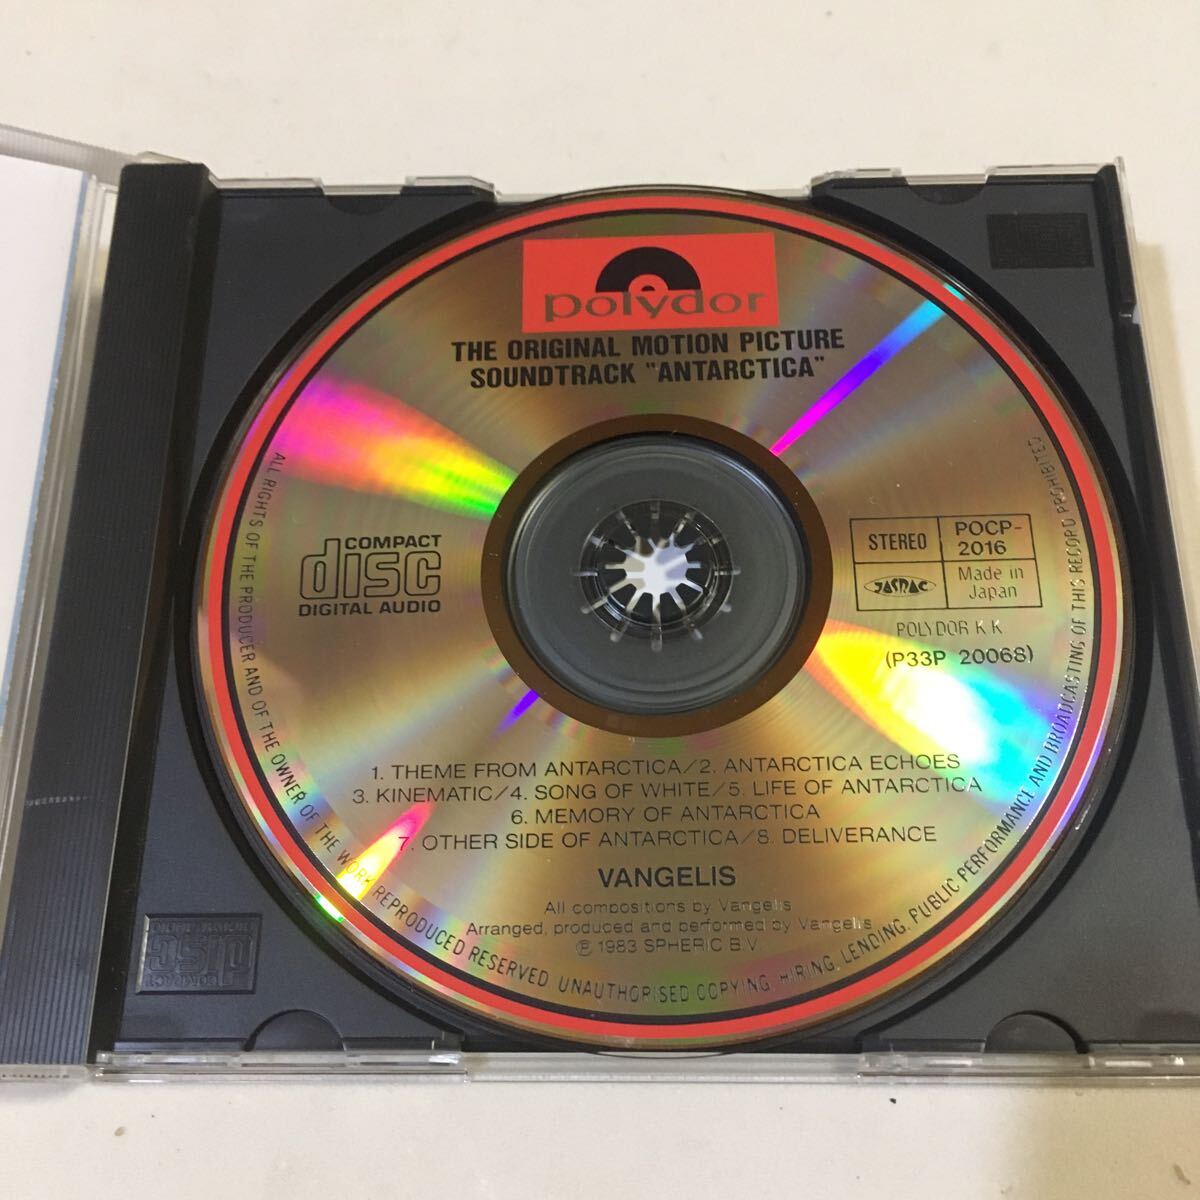 polydor
THE ORIGINAL MOTION PICTURE
SOUNDTRACK "ANTARCTICA"
COMPACT
disc
DIGITAL AUDIO
STEREO
POCP-
2016
JASRAC
Made in
Japan
POLYDOR K.K
(P33P 20068)
1. THEME FROM ANTARCTICA/2. ANTARCTICA ECHOES
3. KINEMATIC/4. SONG OF WHITE/5. LIFE OF ANTARCTICA
6. MEMORY OF ANTARCTICA
7. OTHER SIDE OF ANTARCTICA/8. DELIVERANCE
VANGELIS
All compositions by Vangelis
Arranged, produced and performed by Vangelis
℗ 1983 SPHERIC B.V.
ALL RIGHTS OF THE PRODUCER AND OF THE OWNER OF THE WORK REPRODUCED RESERVED. UNAUTHORISED COPYING, HIRING, LENDING, PUBLIC PERFORMANCE AND BROADCASTING OF THIS RECORD PROHIBITED
COMPACT
disc
DIGITAL AUDIO